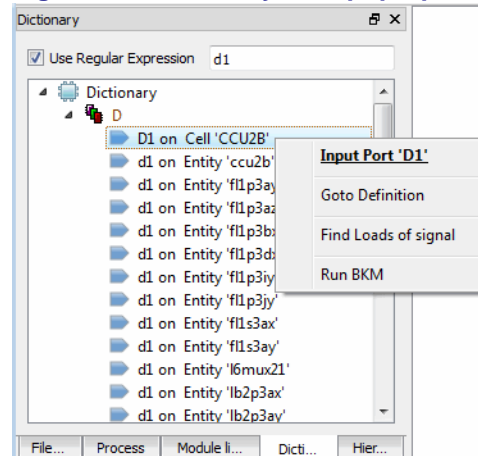 Dictionary
Use Regular Expression d1
Dictionary
D
D1 on Cell 'CCU2B'
d1 on Entity 'ccu2b'
d1 on Entity 'fl1p3ay
d1 on Entity 'fl1p3az
d1 on Entity 'fl1p3bx
d1 on Entity 'fl1p3dx
d1 on Entity 'fl1p3iy
d1 on Entity 'fl1p3jy'
d1 on Entity 'fl1s3ax'
d1 on Entity 'fl1s3ay'
d1 on Entity 'l6mux21'
d1 on Entity 'lb2p3ax'
d1 on Entity 'lb2p3ay'
Input Port 'D1'
Goto Definition
Find Loads of signal
Run BKM
File... Process Module li... Dicti... Hier...